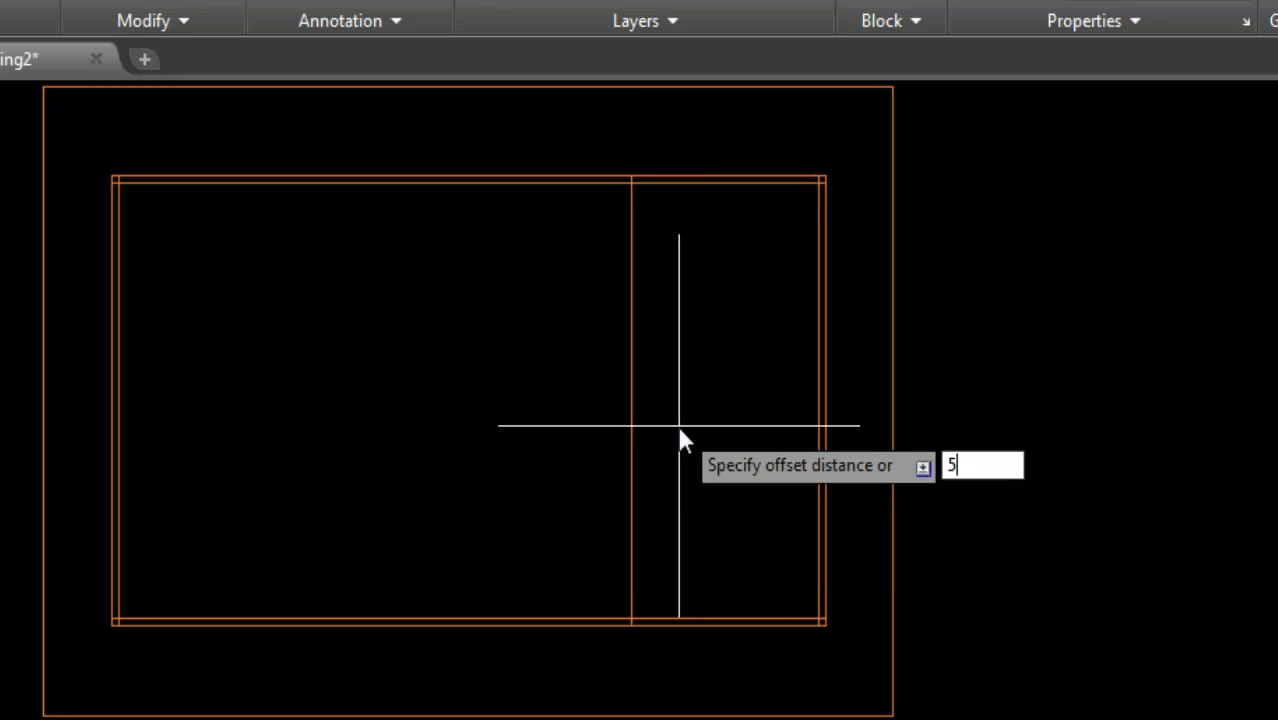 Modify Annotation Layers Block Properties G
ing2*
Specify offset distance or 5